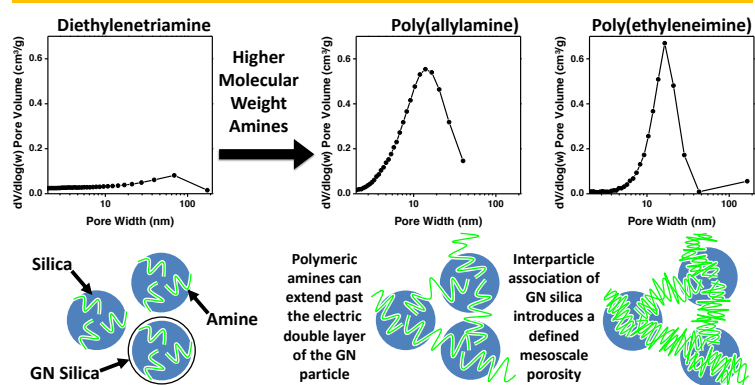 Diethylenetriamine
dV/dlog(w) Pore Volume (cm³/g)
0.6
0.4
0.2
0.0
10
100
Pore Width (nm)
Higher
Molecular
Weight
Amines
Poly(allylamine)
dV/dlog(w) Pore Volume (cm³/g)
0.6
0.4
0.2
0.0
10
100
Pore Width (nm)
Poly(ethyleneimine)
dV/dlog(w) Pore Volume (cm³/g)
0.6
0.4
0.2
0.0
10
100
Pore Width (nm)
Silica
Amine
GN Silica
Polymeric
amines can
extend past
the electric
double layer
of the GN
particle
Interparticle
association of
GN silica
introduces a
defined
mesoscale
porosity